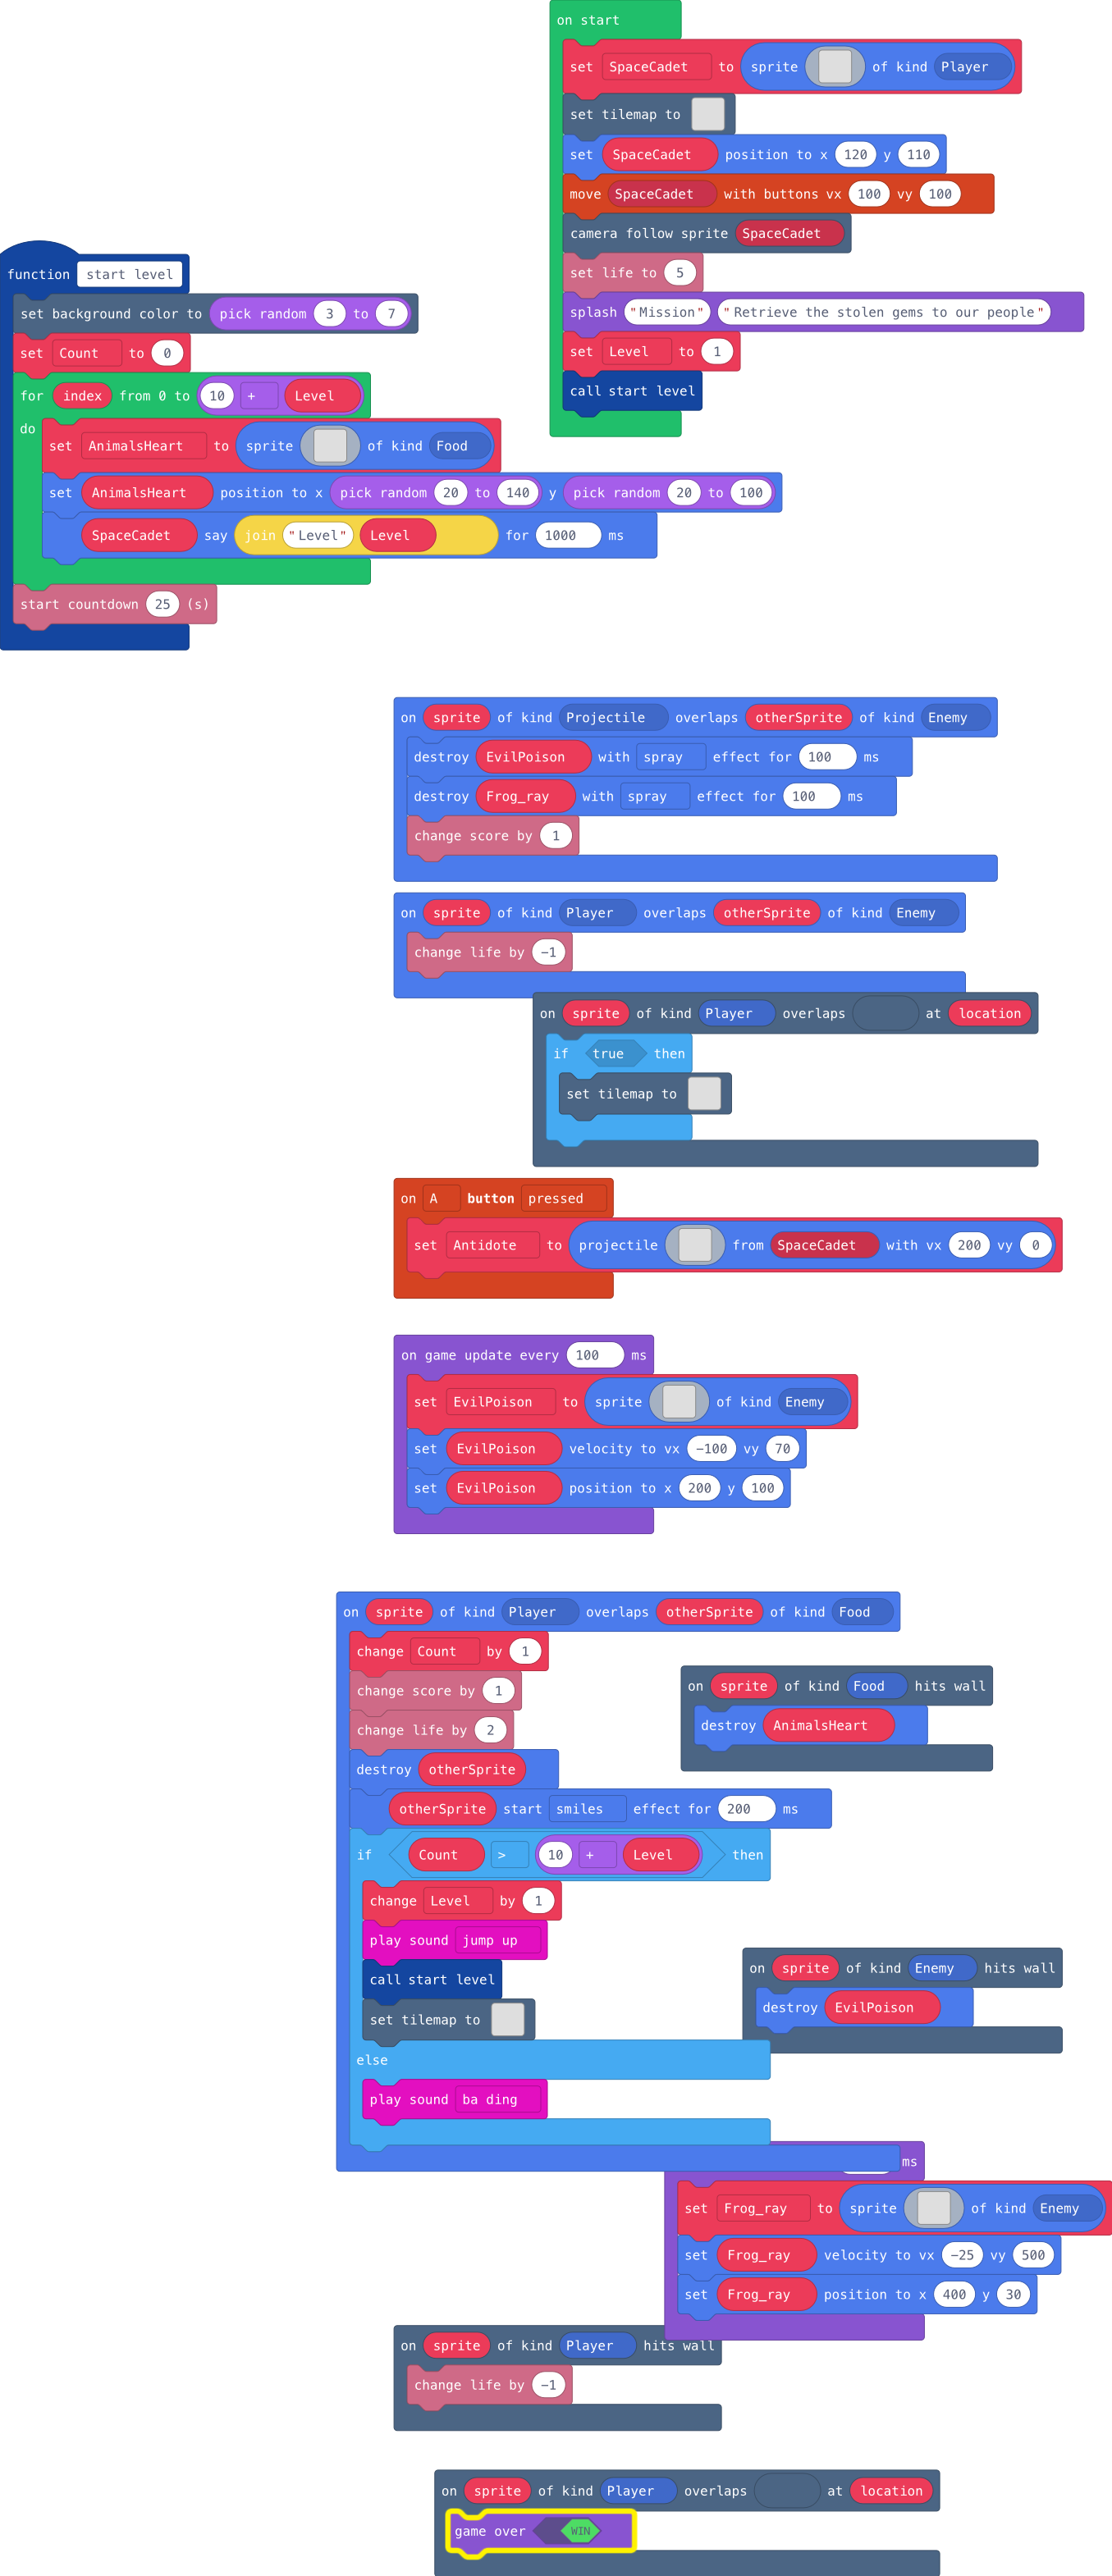 on start
set SpaceCadet to sprite of kind Player
set tilemap to
set SpaceCadet position to x 120 y 110
move SpaceCadet with buttons vx 100 vy 100
camera follow sprite SpaceCadet
set life to 5
splash "Mission" "Retrieve the stolen gems to our people"
set Level to 1
call start level
function start level
set background color to pick random 3 to 7
set Count to 0
for index from 0 to 10 + Level
do
set AnimalsHeart to sprite of kind Food
set AnimalsHeart position to x pick random 20 to 140 y pick random 20 to 100
SpaceCadet say join "Level" Level for 1000 ms
start countdown 25 (s)
on sprite of kind Projectile overlaps otherSprite of kind Enemy
destroy EvilPoison with spray effect for 100 ms
destroy Frog_ray with spray effect for 100 ms
change score by 1
on sprite of kind Player overlaps otherSprite of kind Enemy
change life by -1
on sprite of kind Player overlaps at location
if true then
set tilemap to
on A button pressed
set Antidote to projectile from SpaceCadet with vx 200 vy 0
on game update every 100 ms
set EvilPoison to sprite of kind Enemy
set EvilPoison velocity to vx -100 vy 70
set EvilPoison position to x 200 y 100
on sprite of kind Player overlaps otherSprite of kind Food
change Count by 1
change score by 1
change life by 2
destroy otherSprite
otherSprite start smiles effect for 200 ms
if Count > 10 + Level then
change Level by 1
play sound jump up
call start level
set tilemap to
else
play sound ba ding
on sprite of kind Food hits wall
destroy AnimalsHeart
on sprite of kind Enemy hits wall
destroy EvilPoison
ms
set Frog_ray to sprite of kind Enemy
set Frog_ray velocity to vx -25 vy 500
set Frog_ray position to x 400 y 30
on sprite of kind Player hits wall
change life by -1
on sprite of kind Player overlaps at location
game over WIN